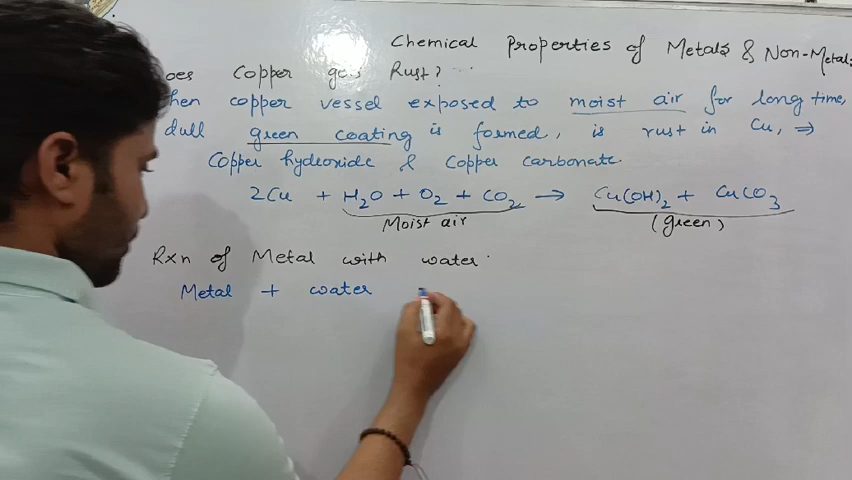 Chemical Properties of Metals & Non-Metal
oes Copper gets Rust? ...
hen copper vessel exposed to moist air for long time,
dull green coating is formed, is rust in Cu, ⇒
Copper hydroxide & Copper carbonate.
2Cu + H₂O + O₂ + CO₂ → Cu(OH)₂ + CuCO₃
Moist air (green)
Rxn of Metal with water.
Metal + water